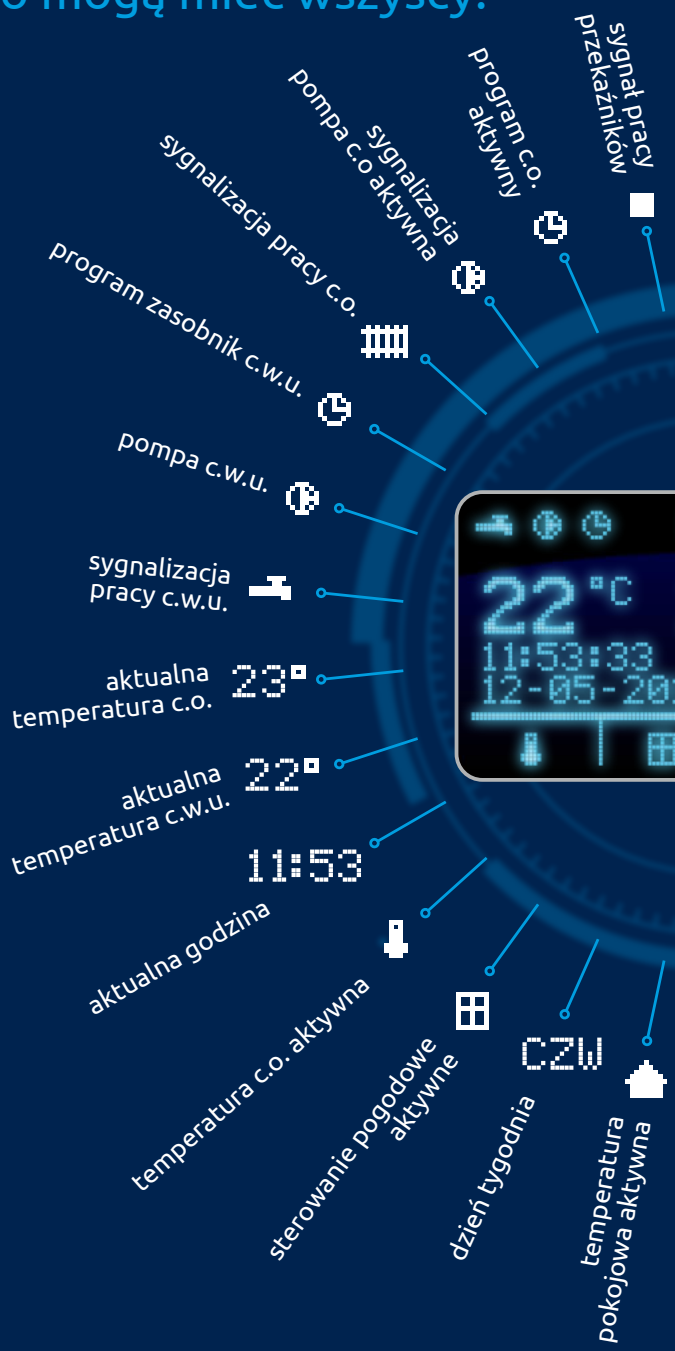 o mogą mieć wszyscy.
sygnał pracy
przekaźników
program c.o.
aktywny
sygnalizacja
pompa c.o aktywna
sygnalizacja pracy c.o.
program zasobnik c.w.u.
pompa c.w.u.
sygnalizacja
pracy c.w.u.
aktualna
temperatura c.o.
23°
aktualna
temperatura c.w.u.
22°
11:53
aktualna godzina
temperatura c.o. aktywna
sterowanie pogodowe
aktywne
CZW
dzień tygodnia
temperatura
pokojowa aktywna
22°C
11:53:33
12-05-20